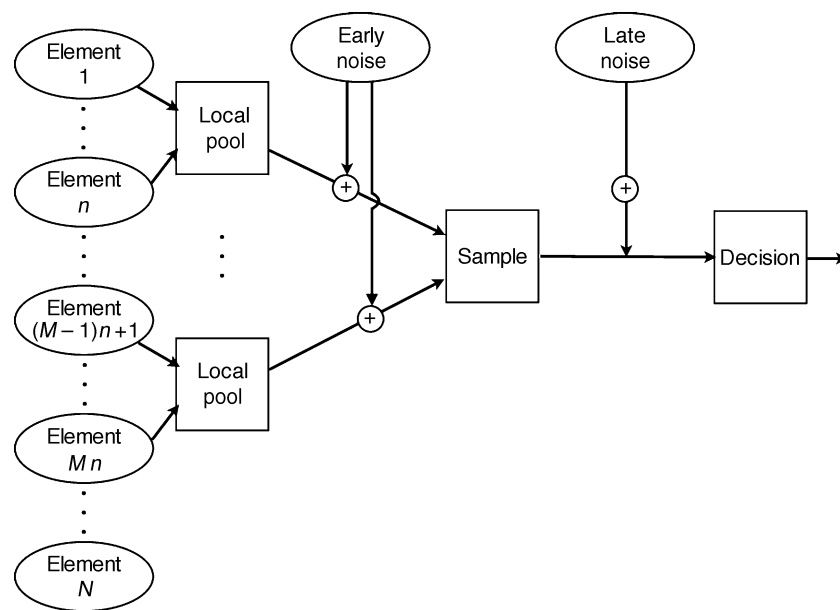 Element
1
Early
noise
Late
noise
Local
pool
Element
n
+
+
Sample
Decision
Element
(M − 1)n + 1
+
Local
pool
Element
M n
Element
N